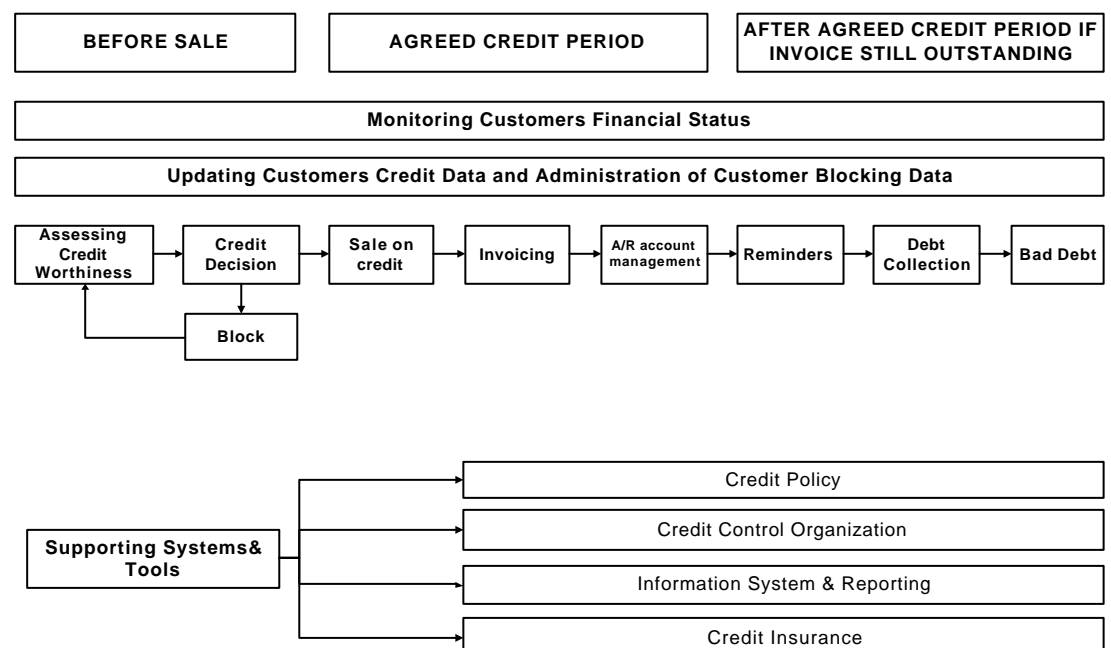 BEFORE SALE
AGREED CREDIT PERIOD
AFTER AGREED CREDIT PERIOD IF
INVOICE STILL OUTSTANDING
Monitoring Customers Financial Status
Updating Customers Credit Data and Administration of Customer Blocking Data
Assessing
Credit
Worthiness
Credit
Decision
Sale on
credit
Invoicing
A/R account
management
Reminders
Debt
Collection
Bad Debt
Block
Supporting Systems&
Tools
Credit Policy
Credit Control Organization
Information System & Reporting
Credit Insurance